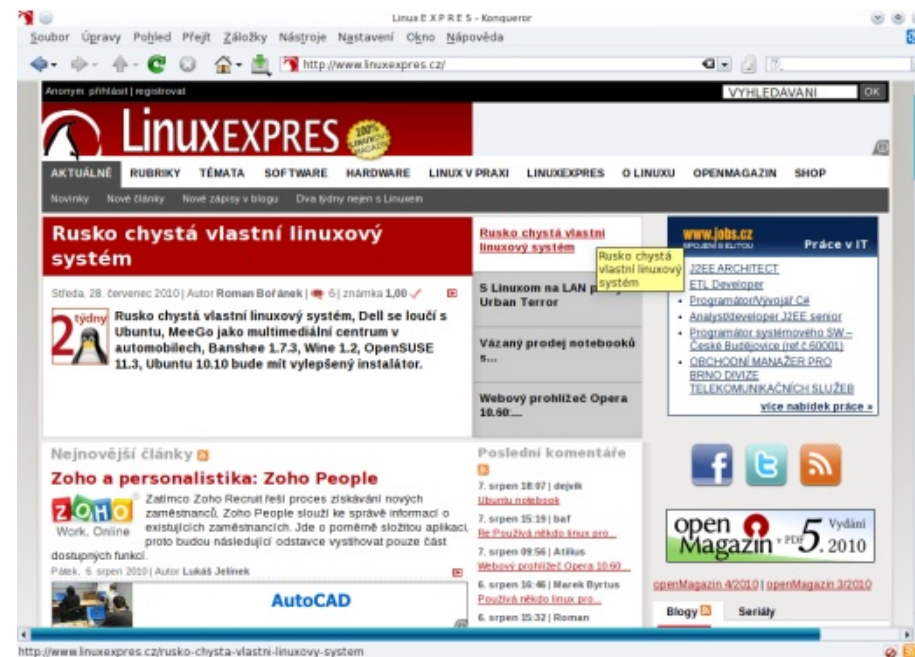 Linux E X P R E S - Konqueror
Soubor Úpravy Pohled Přejít Záložky Nástroje Nastavení Okno Nápověda
http://www.linuxexpres.cz/
Anonym: přihlásit | registrovat
VYHLEDÁVÁNÍ OK
LINUXEXPRES
100% LINUXOVÝ MAGAZÍN
AKTUÁLNĚ RUBRIKY TÉMATA SOFTWARE HARDWARE LINUX V PRAXI LINUXEXPRES O LINUXU OPENMAGAZIN SHOP
Novinky Nové články Nové zápisy v blogu Dva týdny nejen s Linuxem
Rusko chystá vlastní linuxový
systém
Středa, 28. červenec 2010 | Autor Roman Bořánek | 6 | známka 1,00
2 týdny
Rusko chystá vlastní linuxový systém, Dell se loučí s
Ubuntu, MeeGo jako multimediální centrum v
automobilech, Banshee 1.7.3, Wine 1.2, OpenSUSE
11.3, Ubuntu 10.10 bude mít vylepšený instalátor.
Rusko chystá vlastní
linuxový systém
Rusko chystá
vlastní linuxový
systém
S Linuxom na LAN
Urban Terror
Vázaný prodej notebooků
s...
Webový prohlížeč Opera
10.60:...
www.jobs.cz
SPOJENÍ S ELITOU
Práce v IT
J2EE ARCHITECT
ETL Developer
Programátor/Vývojář C#
Analyst/developer J2EE senior
Programátor systémového SW –
České Budějovice (ref.č.60001)
OBCHODNÍ MANAŽER PRO
BRNO DIVIZE
TELEKOMUNIKAČNÍCH SLUŽEB
více nabídek práce »
Nejnovější články
Zoho a personalistika: Zoho People
ZOHO
Work. Online
Zatímco Zoho Recruit řeší proces získávání nových
zaměstnanců, Zoho People slouží ke správě informací o
existujících zaměstnancích. Jde o poměrně složitou aplikaci,
proto budou následující odstavce vystihovat pouze část
dostupných funkcí.
Pátek, 6. srpen 2010 | Autor Lukáš Jelínek
AutoCAD
Poslední komentáře
7. srpen 18:07 | dejvik
Ubuntu notebook
7. srpen 15:19 | baf
Re:Používá někdo linux pro...
7. srpen 09:56 | Atilius
Webový prohlížeč Opera 10.60:...
6. srpen 16:46 | Marek Byrtus
Používá někdo linux pro...
6. srpen 15:32 | Roman
open
Magazín v PDF 5. Vydání
2010
openMagazin 4/2010 | openMagazin 3/2010
Blogy Seriály
http://www.linuxexpres.cz/rusko-chysta-vlastni-linuxovy-system